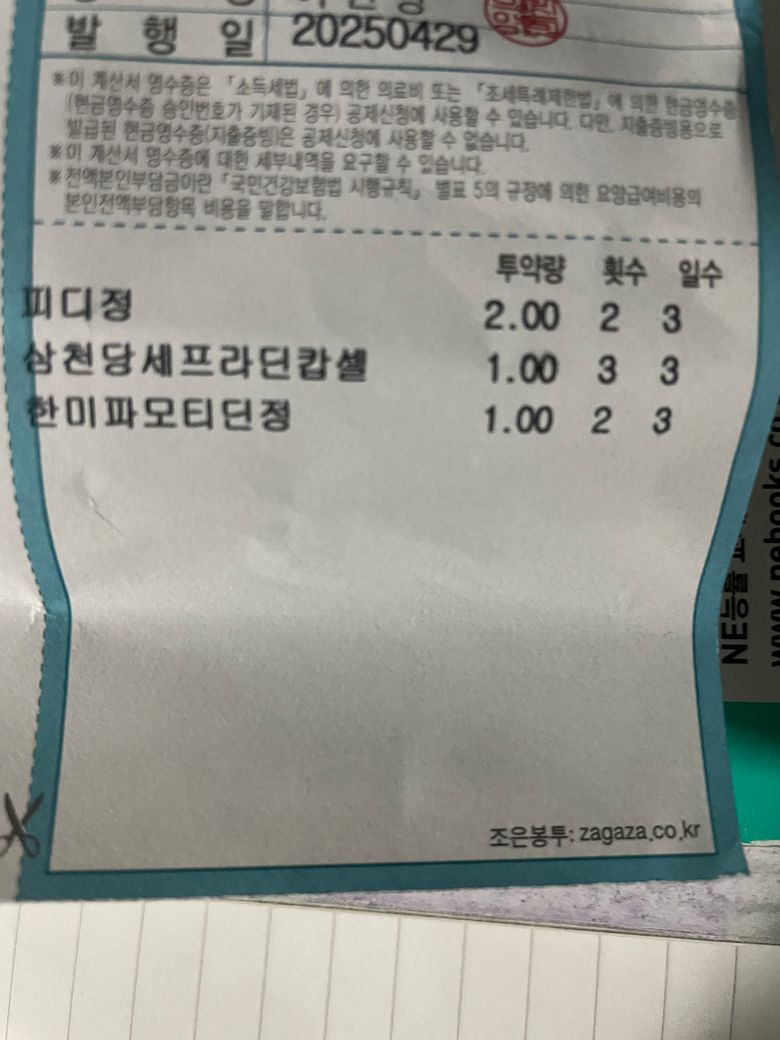 발 행 일 20250429
※이 계산서 영수증은 「소득세법」에 의한 의료비 또는 「조세특례제한법」에 의한 현금영수증
(현금영수증 승인번호가 기재된 경우) 공제신청에 사용할 수 있습니다. 다만, 지출증빙용으로
발급된 현금영수증(지출증빙)은 공제신청에 사용할 수 없습니다.
※이 계산서 영수증에 대한 세부내역을 요구할 수 있습니다.
※전액본인부담금이란 「국민건강보험법 시행규칙」 별표 5의 규정에 의한 요양급여비용의
본인전액부담항목 비용을 말합니다.
투약량 횟수 일수
피디정 2.00 2 3
삼천당세프라딘캅셀 1.00 3 3
한미파모티딘정 1.00 2 3
조은봉투: zagaza.co.kr